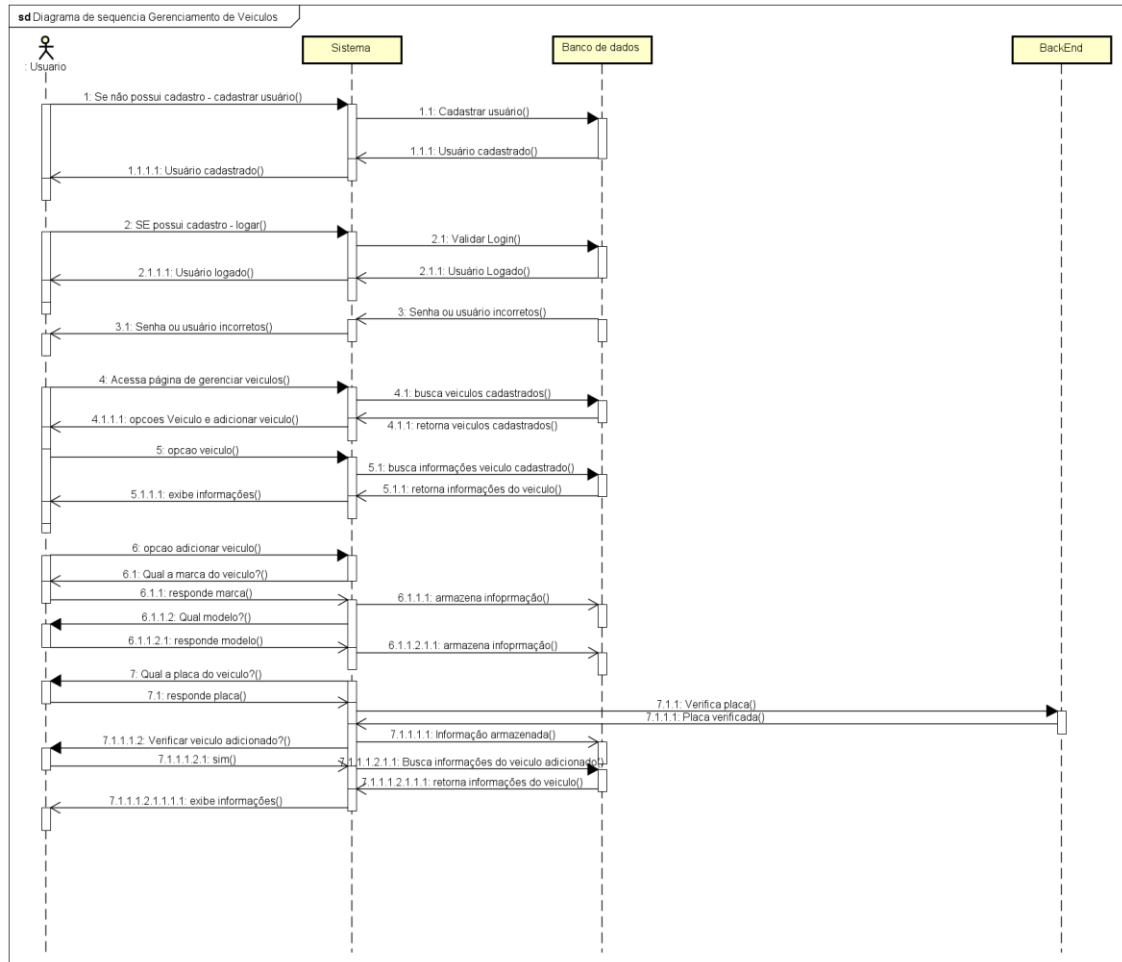 sd Diagrama de sequencia Gerenciamento de Veiculos
: Usuario
Sistema
Banco de dados
BackEnd
1: Se não possui cadastro - cadastrar usuário()
1.1: Cadastrar usuário()
1.1.1: Usuário cadastrado()
1.1.1.1: Usuário cadastrado()
2: SE possui cadastro - logar()
2.1: Validar Login()
2.1.1: Usuário Logado()
2.1.1.1: Usuário logado()
3: Senha ou usuário incorretos()
3.1: Senha ou usuário incorretos()
4: Acessa página de gerenciar veiculos()
4.1: busca veiculos cadastrados()
4.1.1.1: opcoes Veiculo e adicionar veiculo()
4.1.1: retorna veiculos cadastrados()
5: opcao veiculo()
5.1: busca informações veiculo cadastrado()
5.1.1: retorna informações do veiculo()
5.1.1.1: exibe informações()
6: opcao adicionar veiculo()
6.1: Qual a marca do veiculo?()
6.1.1: responde marca()
6.1.1.1: armazena infoprmação()
6.1.1.2: Qual modelo?()
6.1.1.2.1: responde modelo()
6.1.1.2.1.1: armazena infoprmação()
7: Qual a placa do veiculo?()
7.1: responde placa()
7.1.1: Verifica placa()
7.1.1.1: Placa verificada()
7.1.1.1.2: Verificar veiculo adicionado?()
7.1.1.1.1: Informação armazenada()
7.1.1.1.2.1: sim()
7.1.1.1.2.1.1: Busca informações do veiculo adicionado()
7.1.1.1.2.1.1.1: retorna informações do veiculo()
7.1.1.1.2.1.1.1.1: exibe informações()